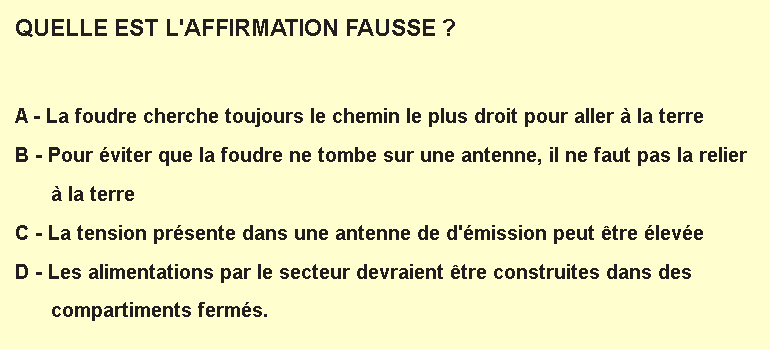 QUELLE EST L'AFFIRMATION FAUSSE ?
A - La foudre cherche toujours le chemin le plus droit pour aller à la terre
B - Pour éviter que la foudre ne tombe sur une antenne, il ne faut pas la relier
à la terre
C - La tension présente dans une antenne de d'émission peut être élevée
D - Les alimentations par le secteur devraient être construites dans des
compartiments fermés.